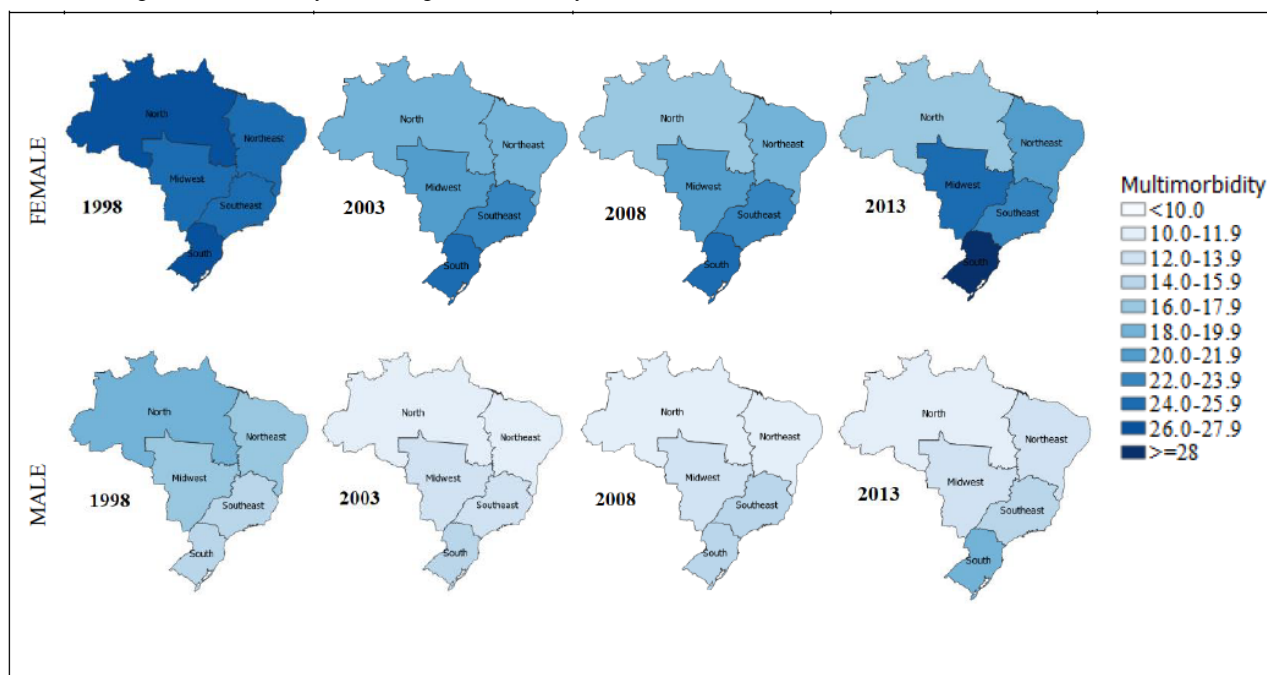 FEMALE
North
Northeast
Midwest
Southeast
South
1998
North
Northeast
Midwest
Southeast
South
2003
North
Northeast
Midwest
Southeast
South
2008
North
Northeast
Midwest
Southeast
South
2013
MALE
North
Northeast
Midwest
Southeast
South
1998
North
Northeast
Midwest
Southeast
South
2003
North
Northeast
Midwest
Southeast
South
2008
North
Northeast
Midwest
Southeast
South
2013
Multimorbidity
<10.0
10.0-11.9
12.0-13.9
14.0-15.9
16.0-17.9
18.0-19.9
20.0-21.9
22.0-23.9
24.0-25.9
26.0-27.9
>=28